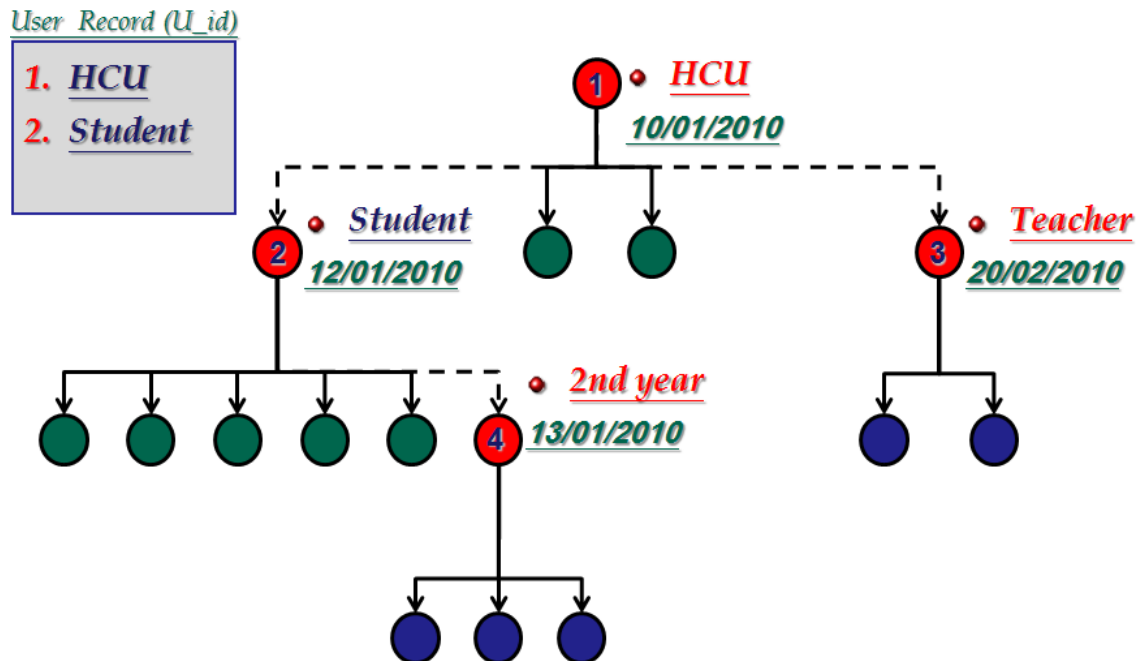 User Record (U_id)
1. HCU
2. Student
1
HCU
10/01/2010
2
Student
12/01/2010
3
Teacher
20/02/2010
4
2nd year
13/01/2010